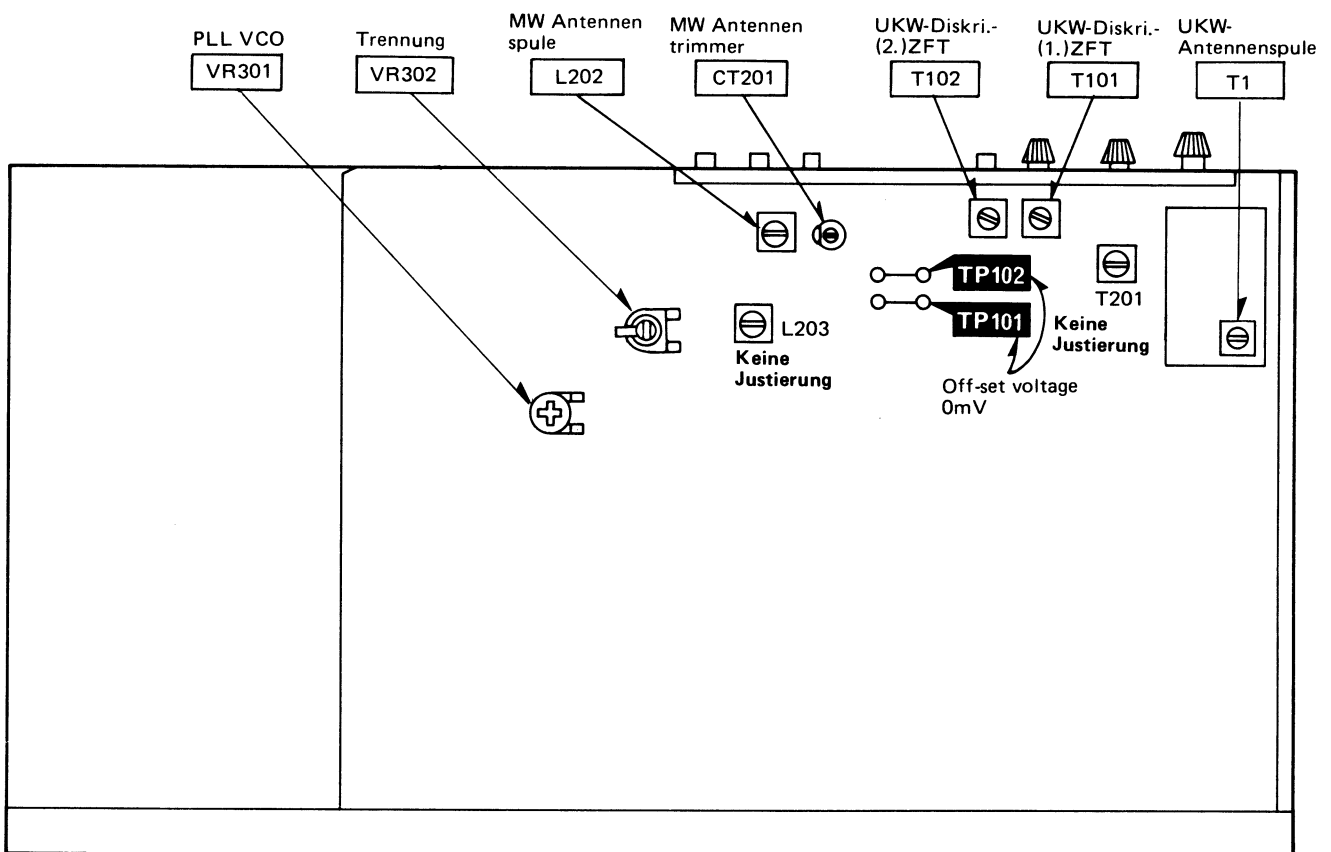 PLL VCO
VR301
Trennung
VR302
MW Antennen
spule
L202
MW Antennen
trimmer
CT201
UKW-Diskri.-
(2.)ZFT
T102
UKW-Diskri.-
(1.)ZFT
T101
UKW-
Antennenspule
T1
TP102
TP101
T201
Keine
Justierung
L203
Keine
Justierung
Off-set voltage
0mV